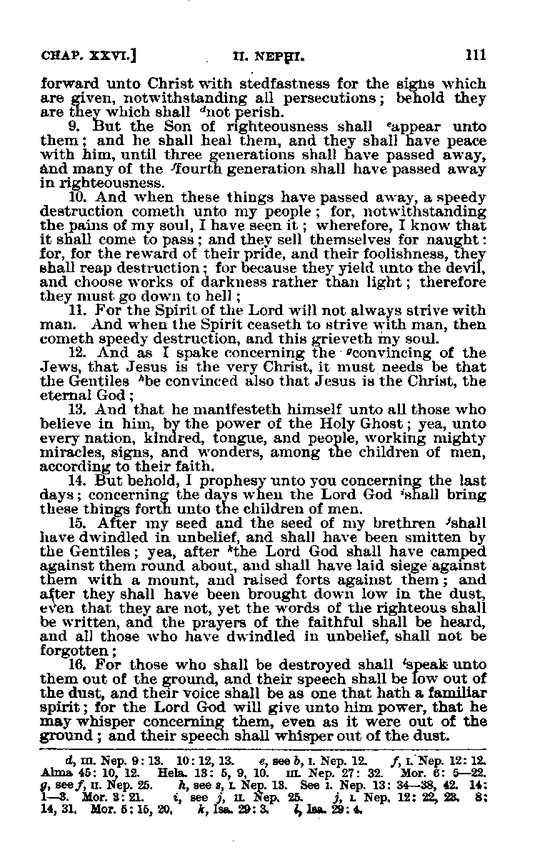 CHAP. XXVI.] II. NEPHI. 111
forward unto Christ with stedfastness for the signs which
are given, notwithstanding all persecutions; behold they
are they which shall ᵈnot perish.
9. But the Son of righteousness shall ᵉappear unto
them; and he shall heal them, and they shall have peace
with him, until three generations shall have passed away,
and many of the ᶠfourth generation shall have passed away
in righteousness.
10. And when these things have passed away, a speedy
destruction cometh unto my people; for, notwithstanding
the pains of my soul, I have seen it; wherefore, I know that
it shall come to pass; and they sell themselves for naught:
for, for the reward of their pride, and their foolishness, they
shall reap destruction; for because they yield unto the devil,
and choose works of darkness rather than light; therefore
they must go down to hell;
11. For the Spirit of the Lord will not always strive with
man. And when the Spirit ceaseth to strive with man, then
cometh speedy destruction, and this grieveth my soul.
12. And as I spake concerning the ᵍconvincing of the
Jews, that Jesus is the very Christ, it must needs be that
the Gentiles ʰbe convinced also that Jesus is the Christ, the
eternal God;
13. And that he manifesteth himself unto all those who
believe in him, by the power of the Holy Ghost; yea, unto
every nation, kindred, tongue, and people, working mighty
miracles, signs, and wonders, among the children of men,
according to their faith.
14. But behold, I prophesy unto you concerning the last
days; concerning the days when the Lord God ⁱshall bring
these things forth unto the children of men.
15. After my seed and the seed of my brethren ʲshall
have dwindled in unbelief, and shall have been smitten by
the Gentiles; yea, after ᵏthe Lord God shall have camped
against them round about, and shall have laid siege against
them with a mount, and raised forts against them; and
after they shall have been brought down low in the dust,
even that they are not, yet the words of the righteous shall
be written, and the prayers of the faithful shall be heard,
and all those who have dwindled in unbelief, shall not be
forgotten;
16. For those who shall be destroyed shall ˡspeak unto
them out of the ground, and their speech shall be low out of
the dust, and their voice shall be as one that hath a familiar
spirit; for the Lord God will give unto him power, that he
may whisper concerning them, even as it were out of the
ground; and their speech shall whisper out of the dust.
d, III. Nep. 9: 13. 10: 12, 13. e, see b, I. Nep. 12. f, I. Nep. 12: 12.
Alma 45: 10, 12. Hela. 13: 5, 9, 10. III. Nep. 27: 32. Mor. 6: 5—22.
g, see f, II. Nep. 25. h, see s, I. Nep. 13. See I. Nep. 13: 34—38, 42. 14:
1—3. Mor. 3: 21. i, see j, II. Nep. 25. j, I. Nep. 12: 22, 23. 8:
14, 31. Mor. 5: 15, 20. k, Isa. 29: 3. l, Isa. 29: 4.